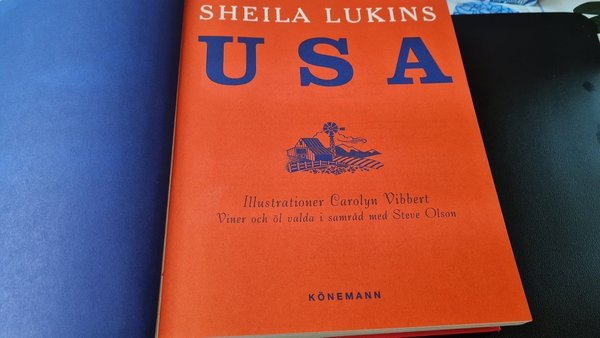 SHEILA LUKINS
USA
Illustrationer Carolyn Vibbert
Viner och öl valda i samråd med Steve Olson
KÖNEMANN